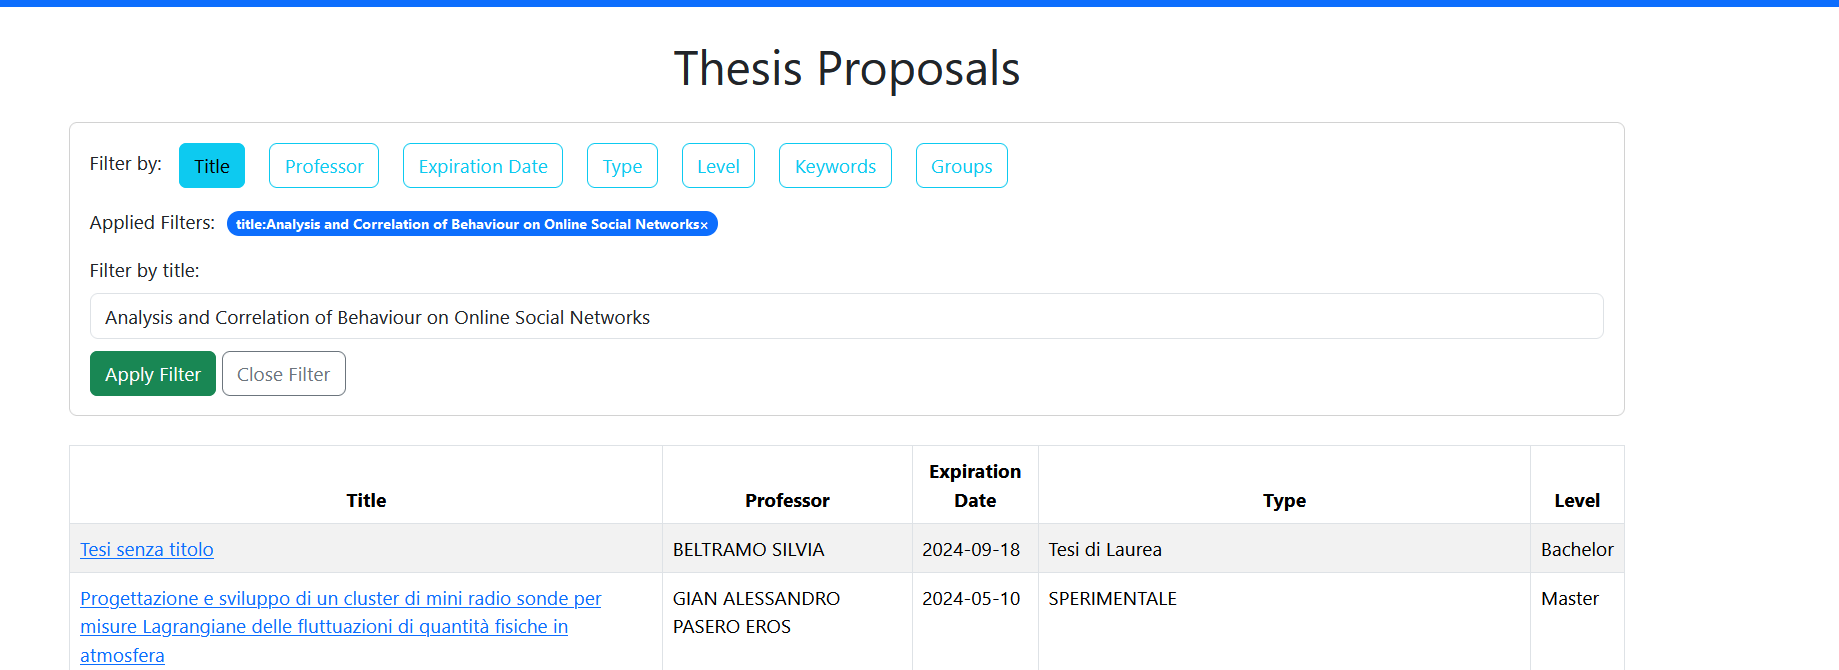 Thesis Proposals
Filter by: Title Professor Expiration Date Type Level Keywords Groups
Applied Filters: title:Analysis and Correlation of Behaviour on Online Social Networks×
Filter by title:
Analysis and Correlation of Behaviour on Online Social Networks
Apply Filter Close Filter
Title Professor Expiration Date Type Level
Tesi senza titolo BELTRAMO SILVIA 2024-09-18 Tesi di Laurea Bachelor
Progettazione e sviluppo di un cluster di mini radio sonde per GIAN ALESSANDRO 2024-05-10 SPERIMENTALE Master
misure Lagrangiane delle fluttuazioni di quantità fisiche in PASERO EROS
atmosfera